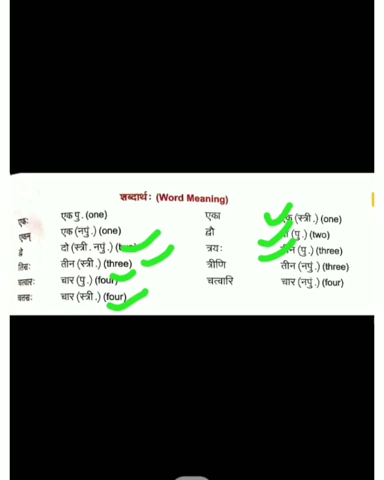 शब्दार्थः (Word Meaning)
एकः एक पु. (one) एका (स्त्री.) (one)
एकम् एक (नपुं.) (one) द्वौ (पु.) (two)
द्वे दो (स्त्री. नपुं.) त्रयः तीन (पु.) (three)
तिस्रः तीन (स्त्री.) (three) त्रीणि तीन (नपुं.) (three)
चत्वारः चार (पु.) (four) चत्वारि चार (नपुं.) (four)
चतस्रः चार (स्त्री.) (four)